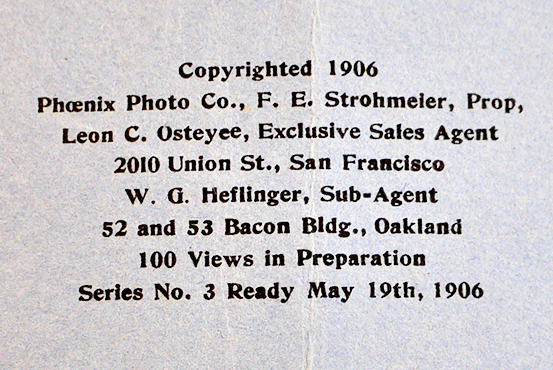 Copyrighted 1906
Phœnix Photo Co., F. E. Strohmeier, Prop,
Leon C. Osteyee, Exclusive Sales Agent
2010 Union St., San Francisco
W. G. Heflinger, Sub-Agent
52 and 53 Bacon Bldg., Oakland
100 Views in Preparation
Series No. 3 Ready May 19th, 1906